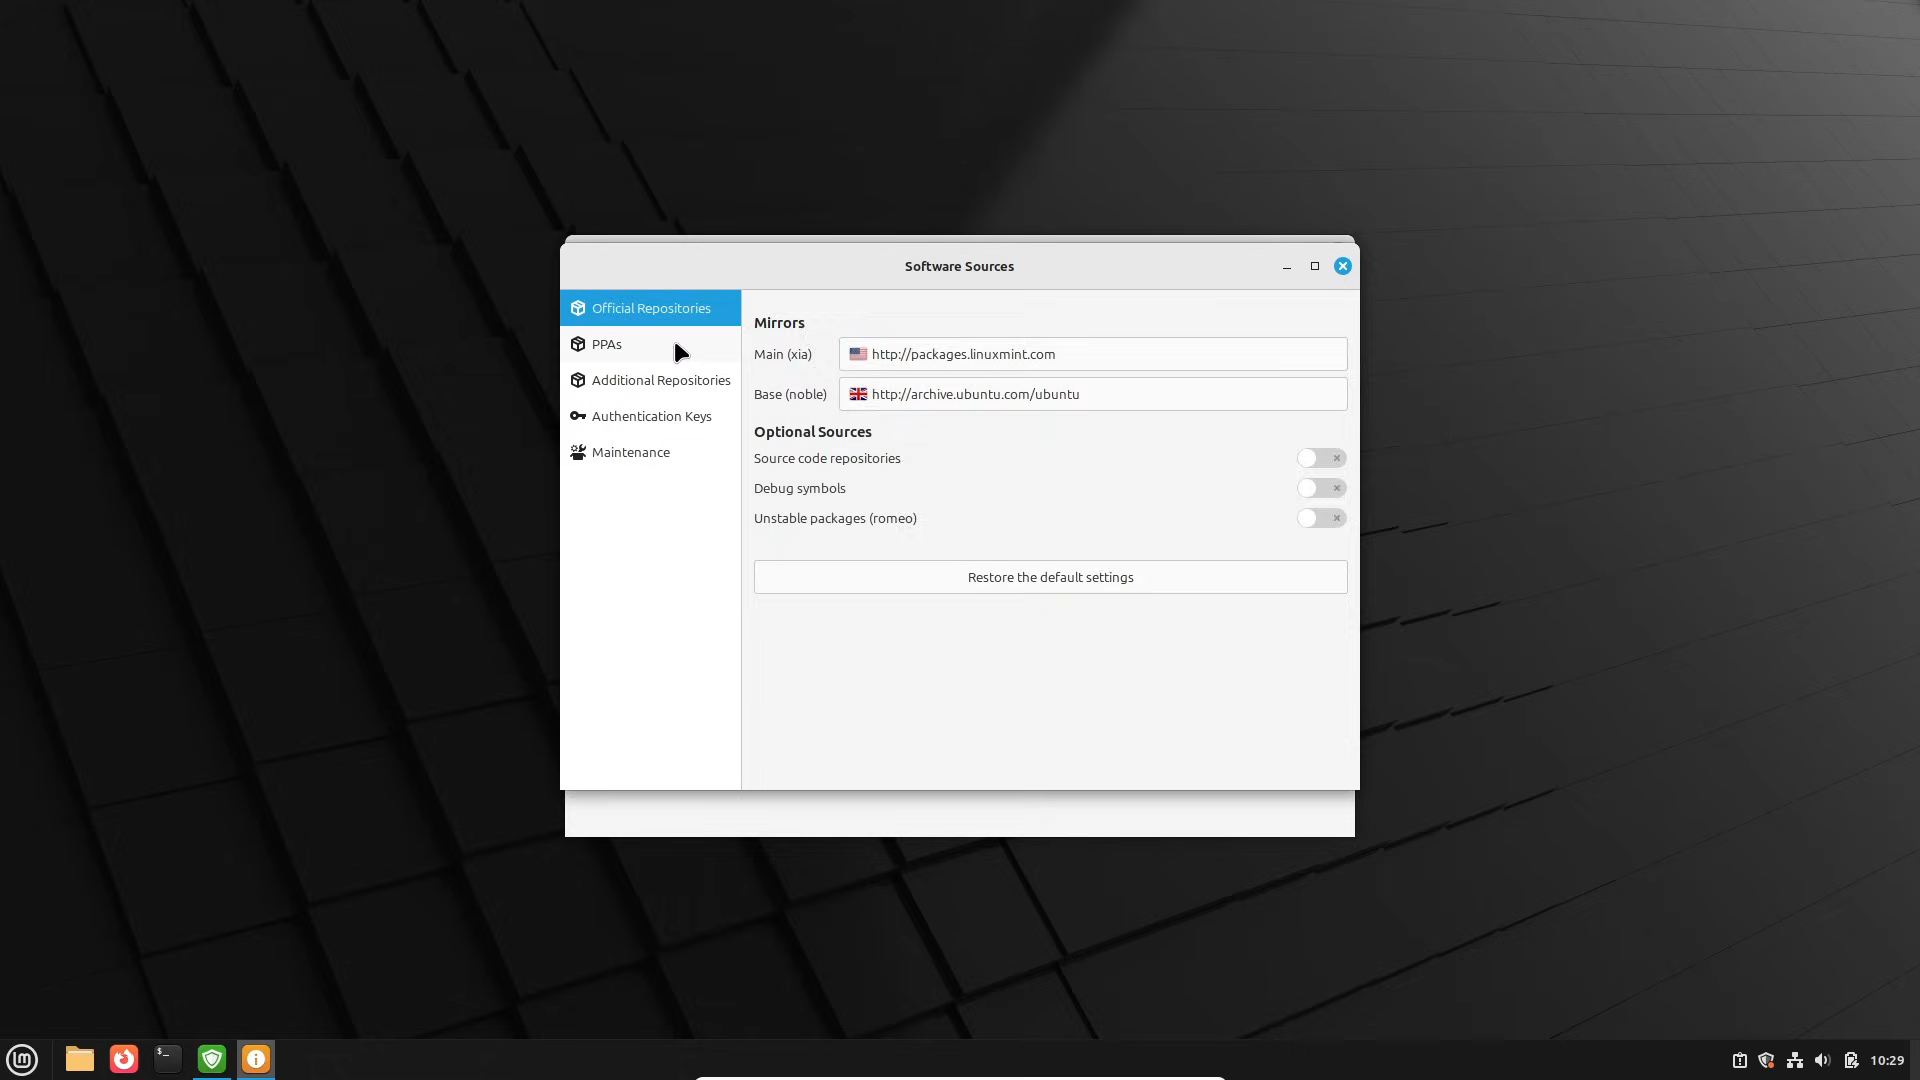 Software Sources
Official Repositories
PPAs
Additional Repositories
Authentication Keys
Maintenance
Mirrors
Main (xia) http://packages.linuxmint.com
Base (noble) http://archive.ubuntu.com/ubuntu
Optional Sources
Source code repositories
Debug symbols
Unstable packages (romeo)
Restore the default settings
10:29